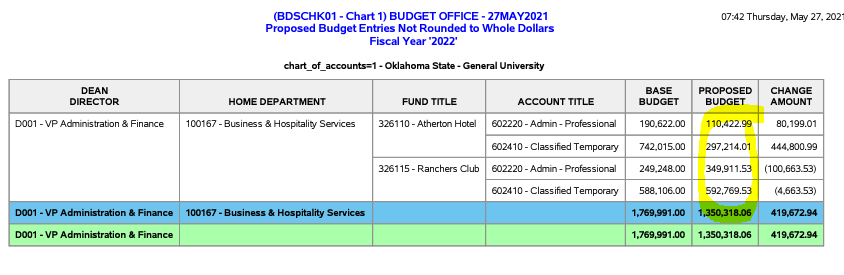 (BDSCHK01 - Chart 1) BUDGET OFFICE - 27MAY2021
07:42 Thursday, May 27, 2021
Proposed Budget Entries Not Rounded to Whole Dollars
Fiscal Year '2022'
chart_of_accounts=1 - Oklahoma State - General University
DEAN DIRECTOR HOME DEPARTMENT FUND TITLE ACCOUNT TITLE BASE BUDGET PROPOSED BUDGET CHANGE AMOUNT
D001 - VP Administration & Finance 100167 - Business & Hospitality Services 326110 - Atherton Hotel 602220 - Admin - Professional 190,622.00 110,422.99 80,199.01
602410 - Classified Temporary 742,015.00 297,214.01 444,800.99
326115 - Ranchers Club 602220 - Admin - Professional 249,248.00 349,911.53 (100,663.53)
602410 - Classified Temporary 588,106.00 592,769.53 (4,663.53)
D001 - VP Administration & Finance 100167 - Business & Hospitality Services 1,769,991.00 1,350,318.06 419,672.94
D001 - VP Administration & Finance 1,769,991.00 1,350,318.06 419,672.94